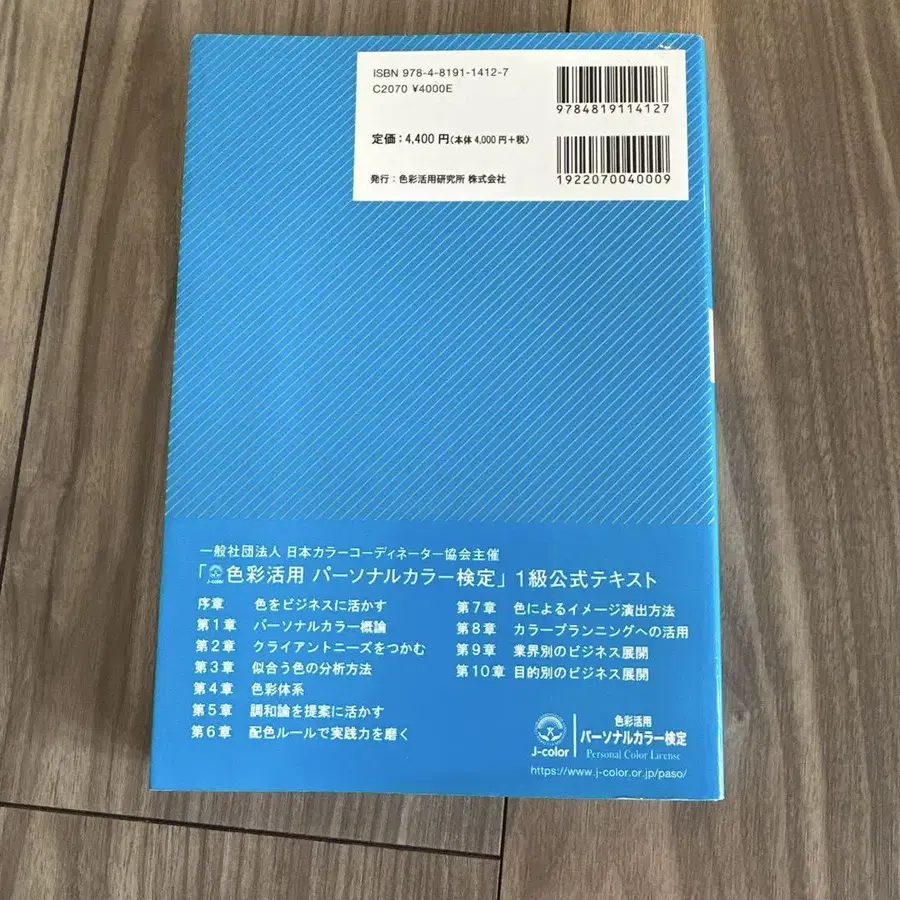 ISBN 978-4-8191-1412-7
C2070 ¥4000E
9784819114127
定価：4,400円(本体 4,000円+税)
発行：色彩活用研究所 株式会社
1922070040009
一般社団法人 日本カラーコーディネーター協会主催
「J-color 色彩活用 パーソナルカラー検定」1級公式テキスト
序章 色をビジネスに活かす
第1章 パーソナルカラー概論
第2章 クライアントニーズをつかむ
第3章 似合う色の分析方法
第4章 色彩体系
第5章 調和論を提案に活かす
第6章 配色ルールで実践力を磨く
第7章 色によるイメージ演出方法
第8章 カラープランニングへの活用
第9章 業界別のビジネス展開
第10章 目的別のビジネス展開
J-color
色彩活用
パーソナルカラー検定
Personal Color License
https://www.j-color.or.jp/paso/